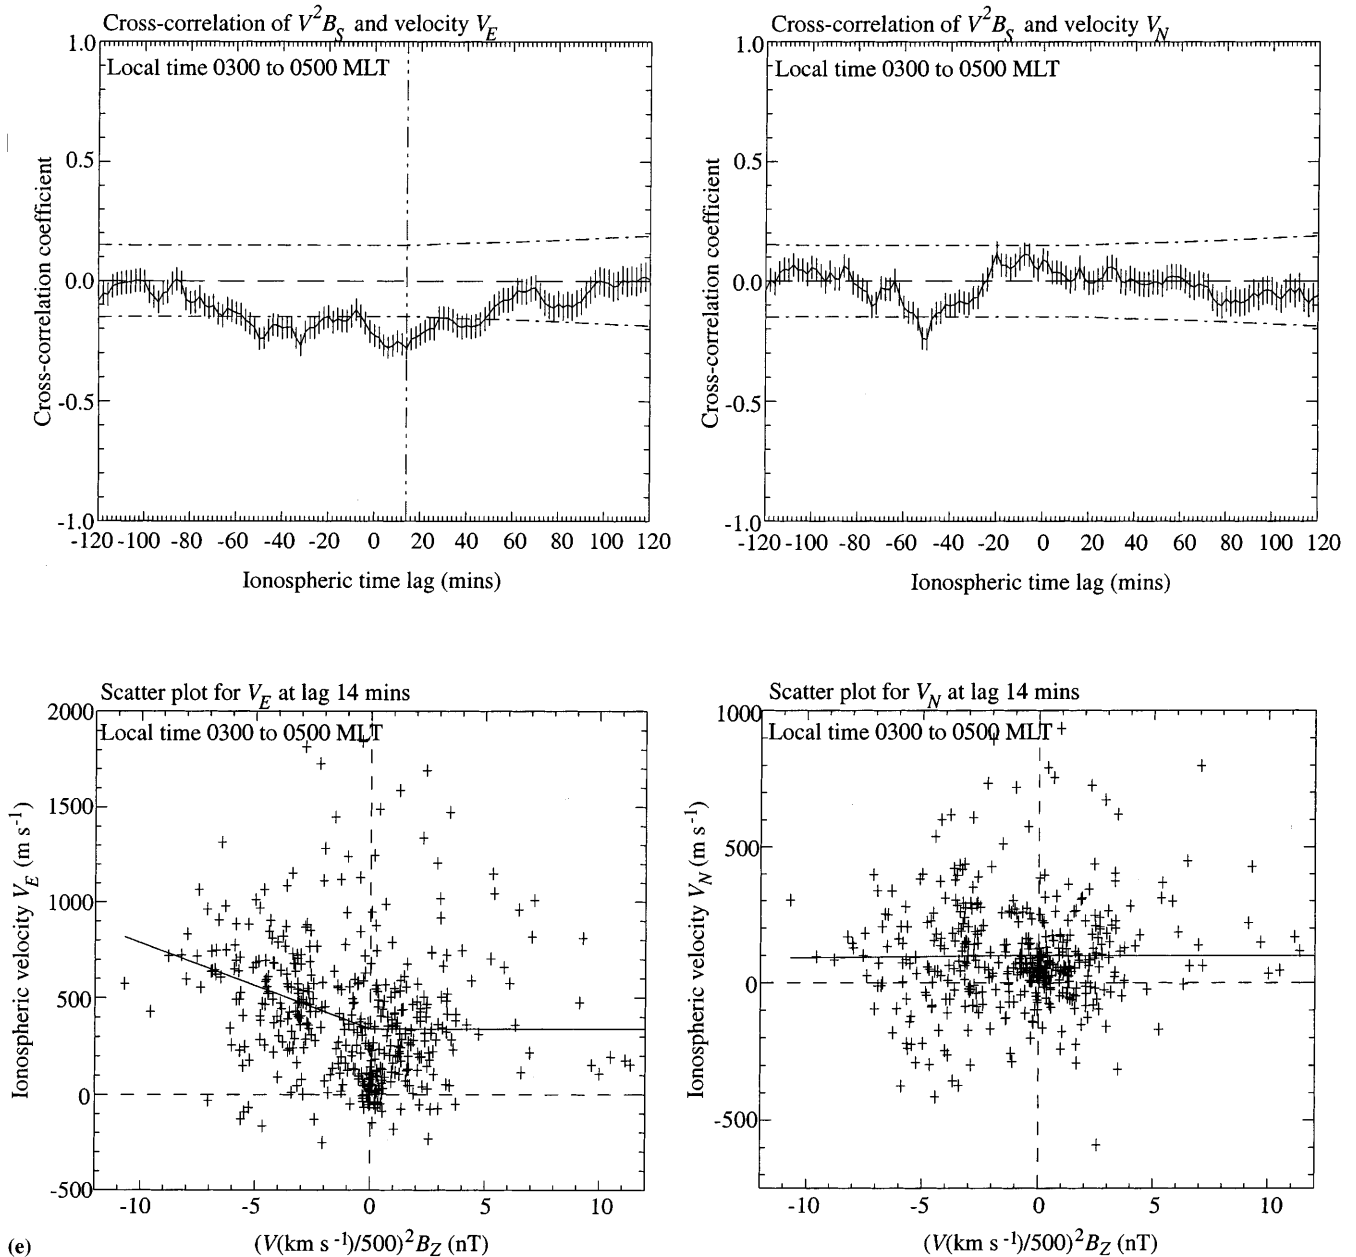 Cross-correlation of V²B_S and velocity V_E
Local time 0300 to 0500 MLT
1.0
0.5
0.0
-0.5
-1.0
Cross-correlation coefficient
-120 -100 -80 -60 -40 -20 0 20 40 60 80 100 120
Ionospheric time lag (mins)
Cross-correlation of V²B_S and velocity V_N
Local time 0300 to 0500 MLT
1.0
0.5
0.0
-0.5
-1.0
Cross-correlation coefficient
-120 -100 -80 -60 -40 -20 0 20 40 60 80 100 120
Ionospheric time lag (mins)
Scatter plot for V_E at lag 14 mins
Local time 0300 to 0500 MLT
2000
1500
1000
500
0
-500
Ionospheric velocity V_E (m s⁻¹)
-10 -5 0 5 10
(V(km s⁻¹)/500)²B_Z (nT)
Scatter plot for V_N at lag 14 mins
Local time 0300 to 0500 MLT
1000
500
0
-500
Ionospheric velocity V_N (m s⁻¹)
-10 -5 0 5 10
(V(km s⁻¹)/500)²B_Z (nT)
(e)